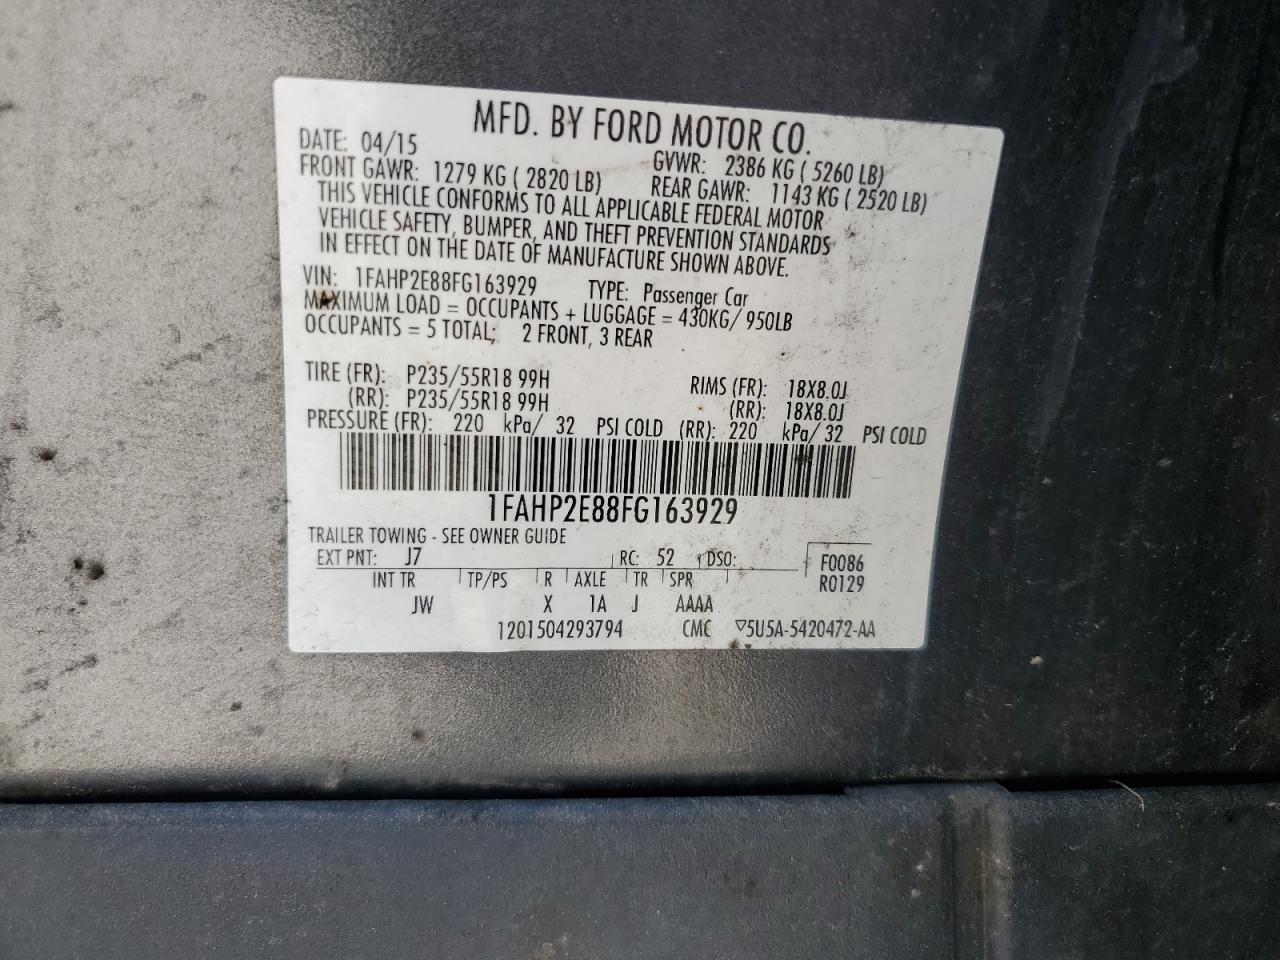 MFD. BY FORD MOTOR CO.
DATE: 04/15 GVWR: 2386 KG ( 5260 LB)
FRONT GAWR: 1279 KG ( 2820 LB) REAR GAWR: 1143 KG ( 2520 LB)
THIS VEHICLE CONFORMS TO ALL APPLICABLE FEDERAL MOTOR
VEHICLE SAFETY, BUMPER, AND THEFT PREVENTION STANDARDS
IN EFFECT ON THE DATE OF MANUFACTURE SHOWN ABOVE.
VIN: 1FAHP2E88FG163929 TYPE: Passenger Car
MAXIMUM LOAD = OCCUPANTS + LUGGAGE = 430KG/ 950LB
OCCUPANTS = 5 TOTAL; 2 FRONT, 3 REAR
TIRE (FR): P235/55R18 99H RIMS (FR): 18X8.0J
(RR): P235/55R18 99H (RR): 18X8.0J
PRESSURE (FR): 220 kPa/ 32 PSI COLD (RR): 220 kPa/ 32 PSI COLD
1FAHP2E88FG163929
TRAILER TOWING - SEE OWNER GUIDE
EXT PNT: J7 RC: 52 DSO: F0086
R0129
INT TR TP/PS R AXLE TR SPR
JW X 1A J AAAA
1201504293794 CMC ▽5U5A-5420472-AA